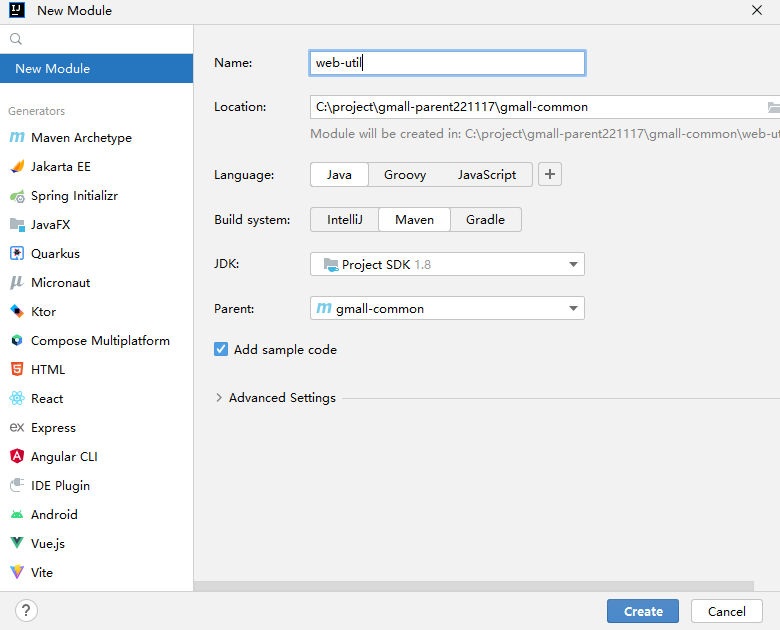 New Module
New Module
Generators
Maven Archetype
Jakarta EE
Spring Initializr
JavaFX
Quarkus
Micronaut
Ktor
Compose Multiplatform
HTML
React
Express
Angular CLI
IDE Plugin
Android
Vue.js
Vite
Name: web-util
Location: C:\project\gmall-parent221117\gmall-common
Module will be created in: C:\project\gmall-parent221117\gmall-common\web-ut
Language: Java Groovy JavaScript +
Build system: IntelliJ Maven Gradle
JDK: Project SDK 1.8
Parent: m gmall-common
Add sample code
Advanced Settings
? Create Cancel